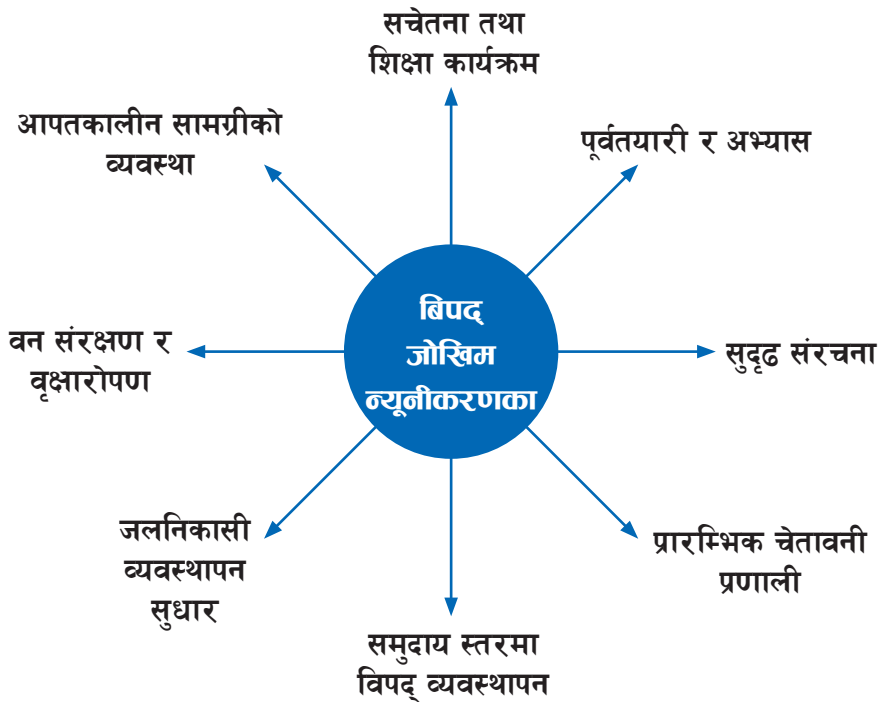 सचेतना तथा
शिक्षा कार्यक्रम
पूर्वतयारी र अभ्यास
सुदृढ संरचना
प्रारम्भिक चेतावनी
प्रणाली
समुदाय स्तरमा
विपद् व्यवस्थापन
जलनिकासी
व्यवस्थापन
सुधार
वन संरक्षण र
वृक्षारोपण
आपतकालीन सामग्रीको
व्यवस्था
बिपद्
जोखिम
न्यूनीकरणका